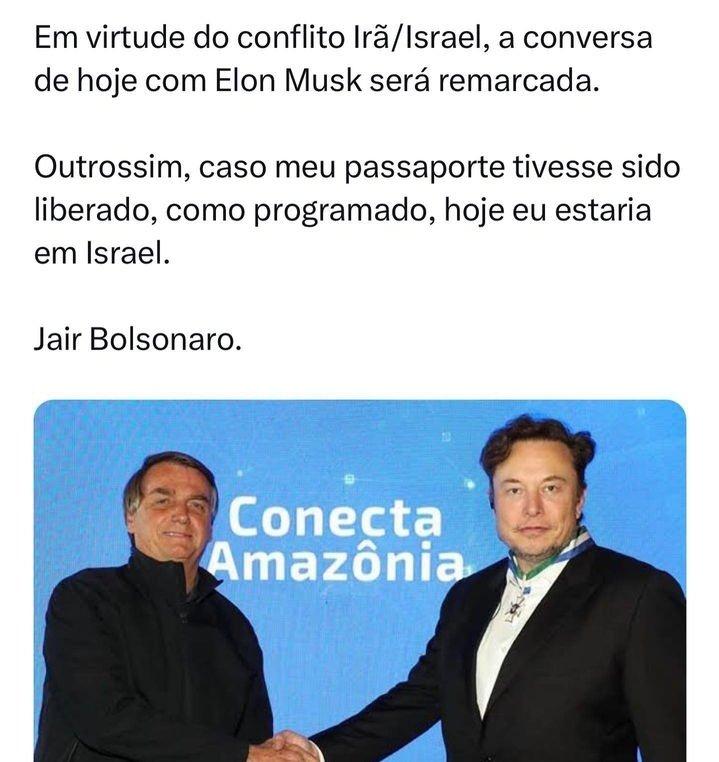 Em virtude do conflito Irã/Israel, a conversa
de hoje com Elon Musk será remarcada.
Outrossim, caso meu passaporte tivesse sido
liberado, como programado, hoje eu estaria
em Israel.
Jair Bolsonaro.
Conecta
Amazônia